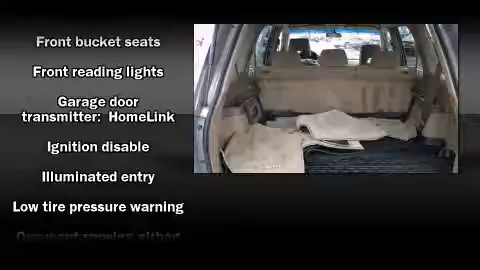 Front bucket seats
Front reading lights
Garage door
transmitter: HomeLink
Ignition disable
Illuminated entry
Low tire pressure warning